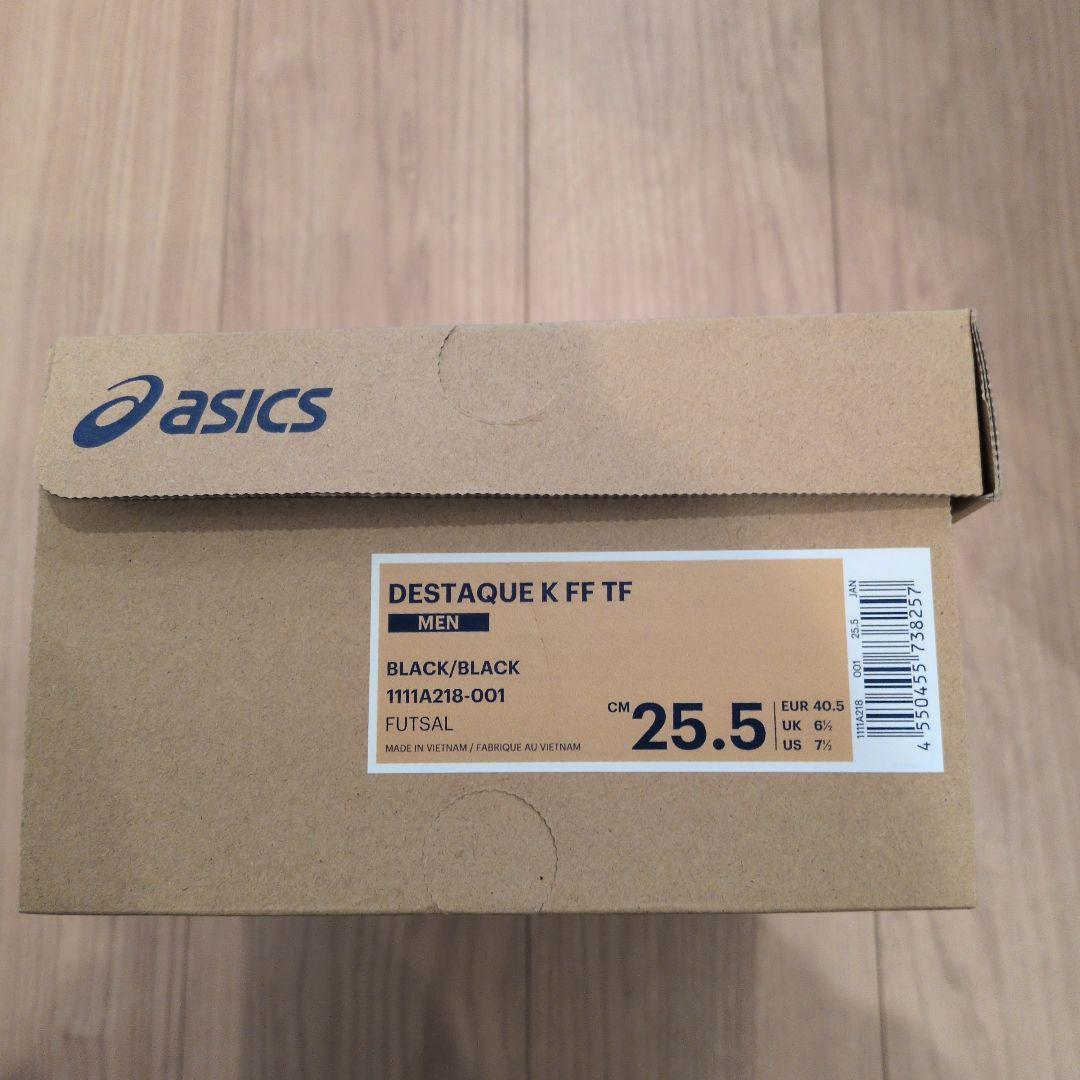 asics
DESTAQUE K FF TF
MEN
BLACK/BLACK
1111A218-001
FUTSAL
MADE IN VIETNAM / FABRIQUE AU VIETNAM
CM 25.5
EUR 40.5
UK 6½
US 7½
1111A218 001 25.5 JAN
4 550455 738257